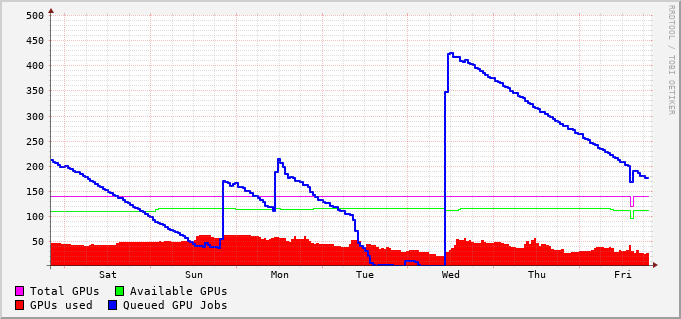 500
450
400
350
300
250
200
150
100
50
Sat Sun Mon Tue Wed Thu Fri
Total GPUs Available GPUs
GPUs used Queued GPU Jobs
RRDTOOL / TOBI OETIKER